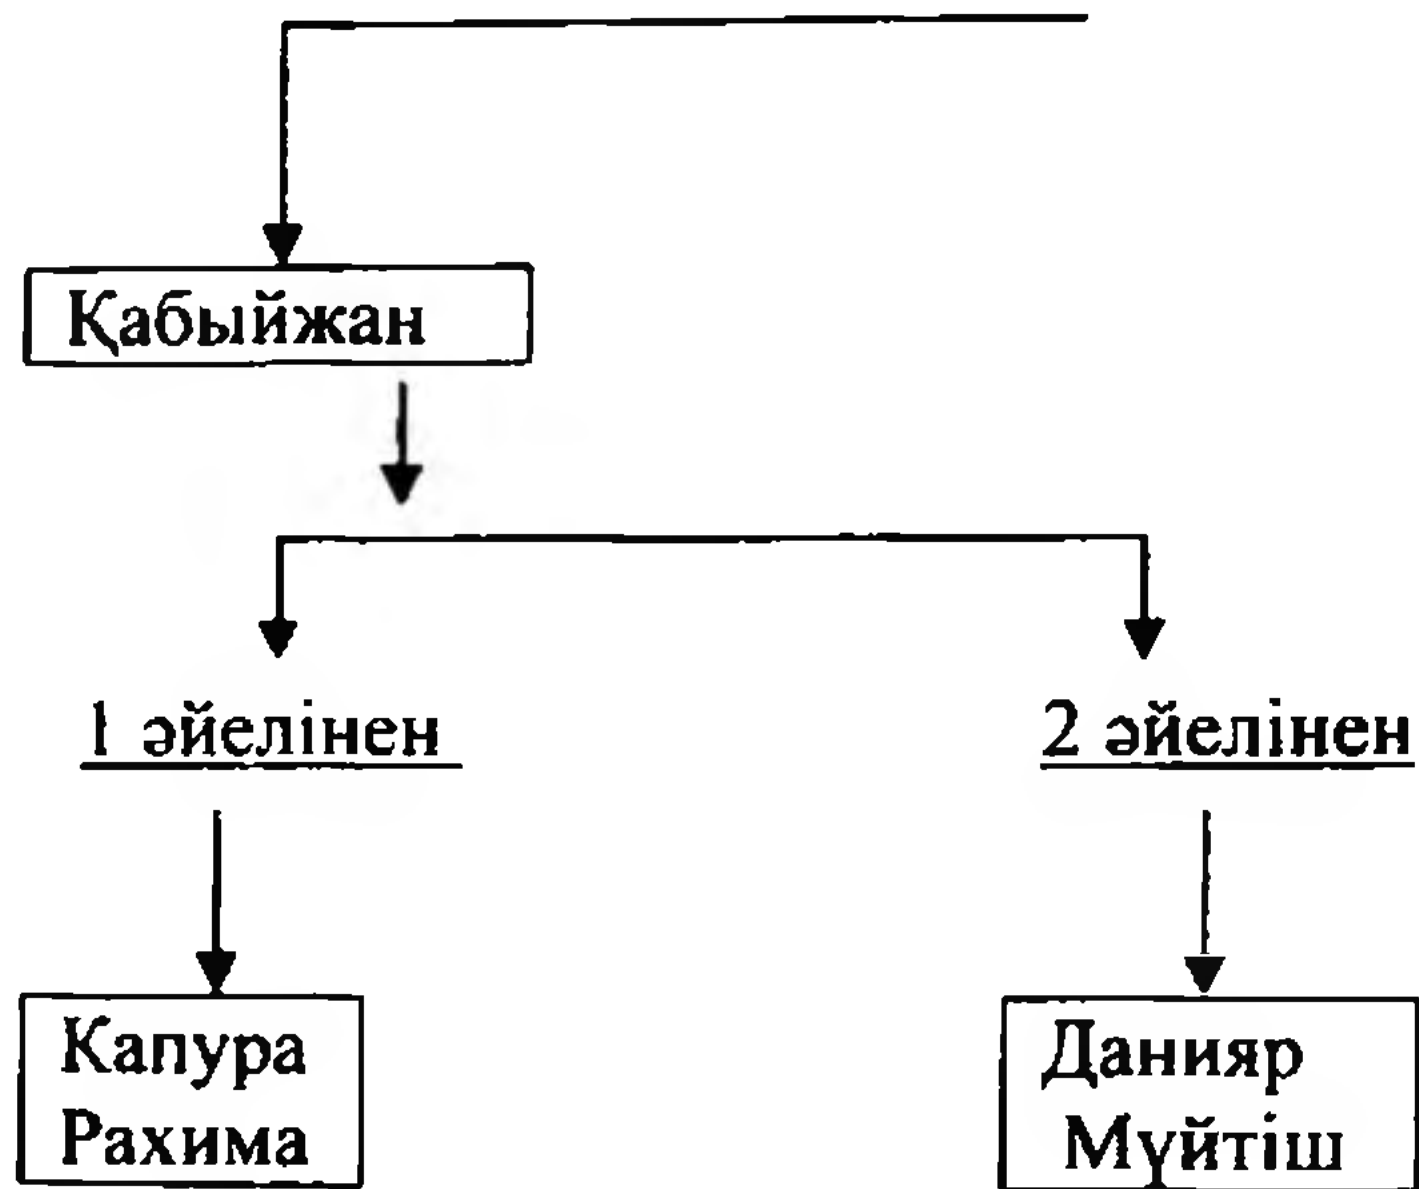 Қабыйжан
1 әйелінен
2 әйелінен
Капура
Рахима
Данияр
Мүйтіш